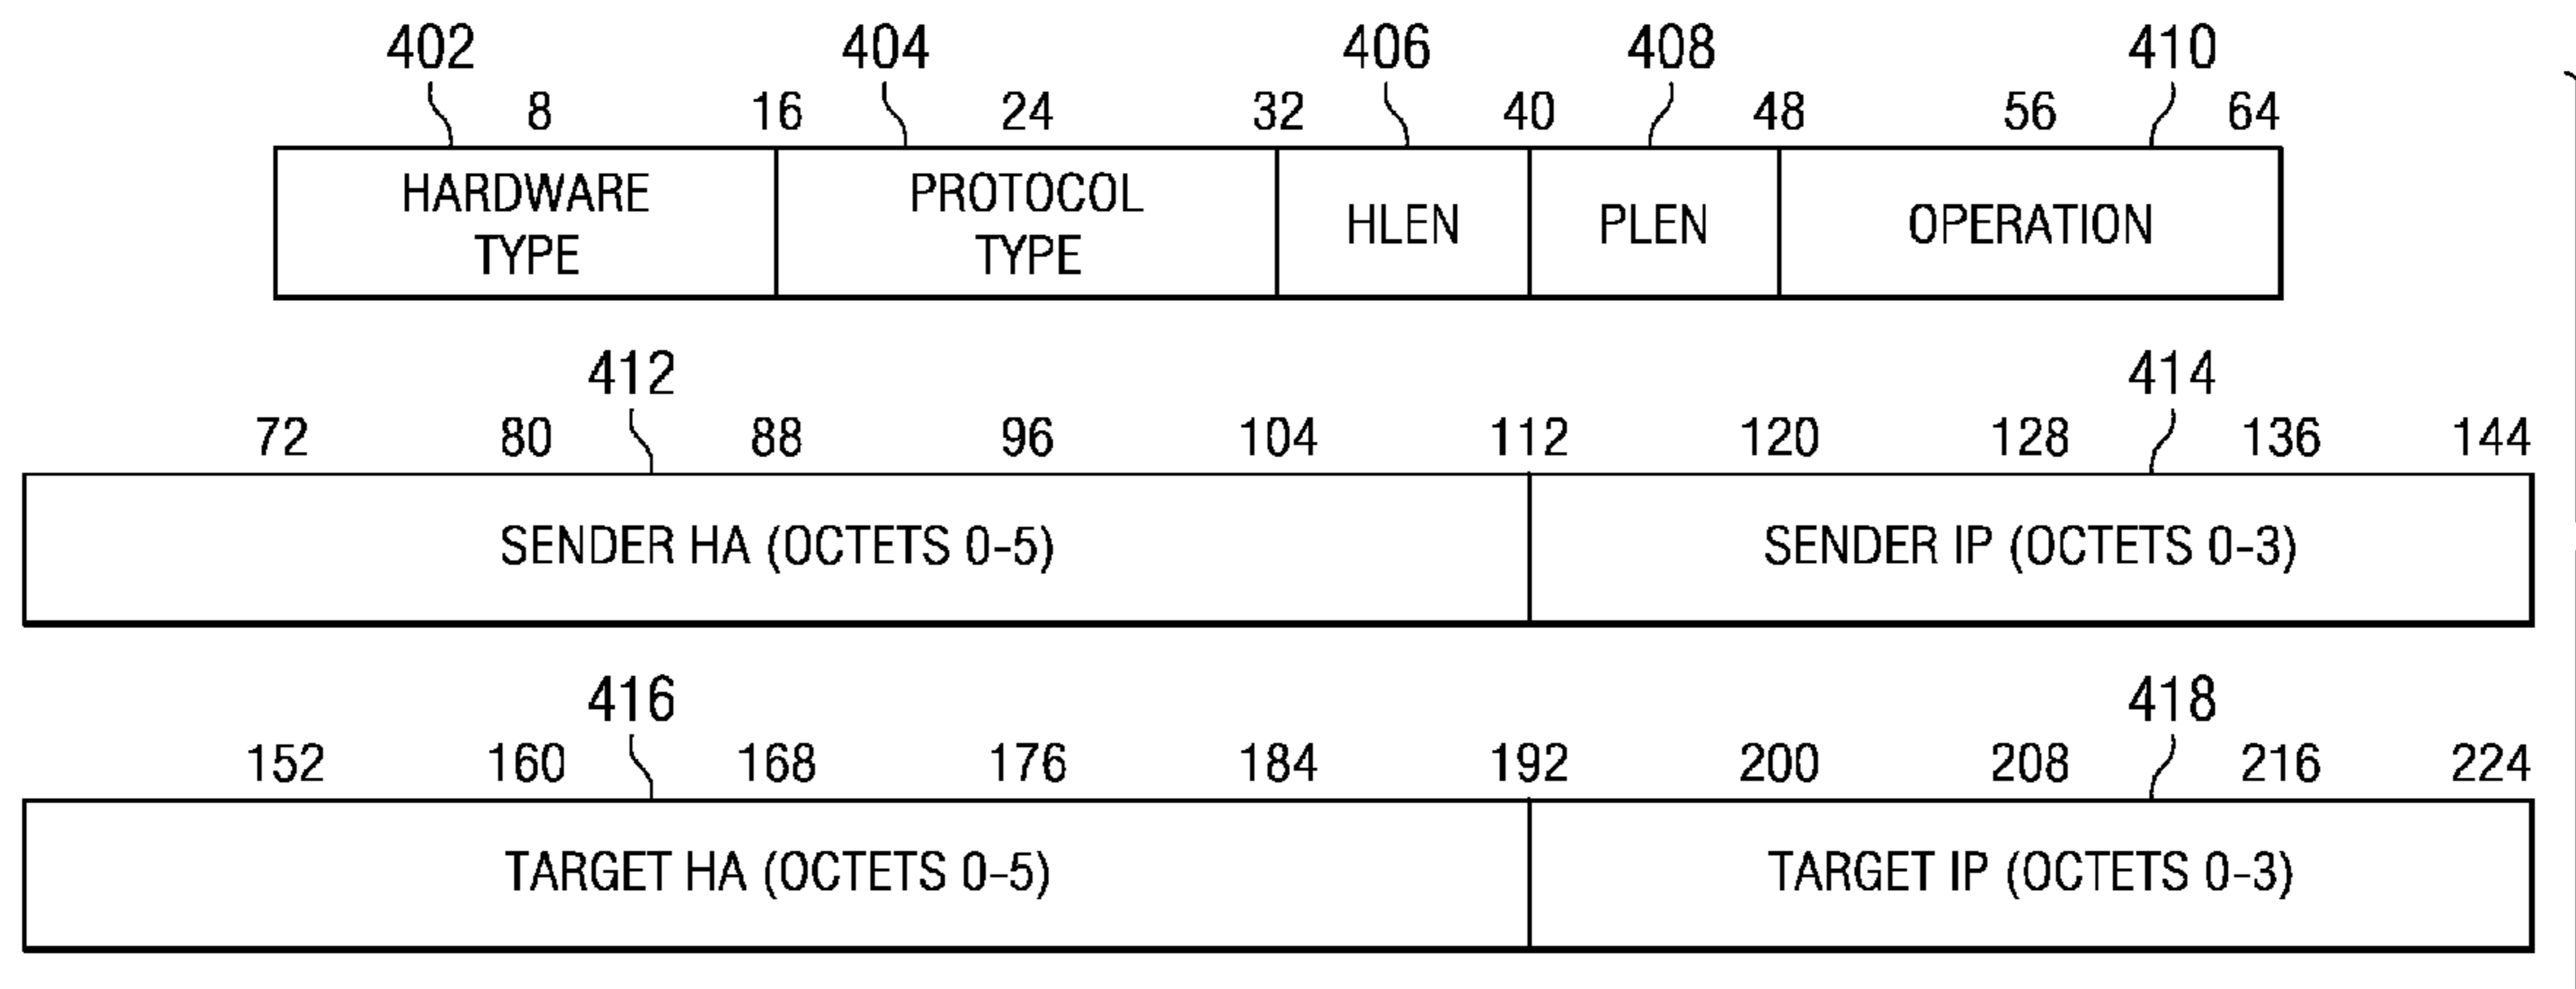 402 404 406 408 410
8 16 24 32 40 48 56 64
HARDWARE TYPE
PROTOCOL TYPE
HLEN
PLEN
OPERATION
412 414
72 80 88 96 104 112 120 128 136 144
SENDER HA (OCTETS 0-5) SENDER IP (OCTETS 0-3)
416 418
152 160 168 176 184 192 200 208 216 224
TARGET HA (OCTETS 0-5) TARGET IP (OCTETS 0-3)